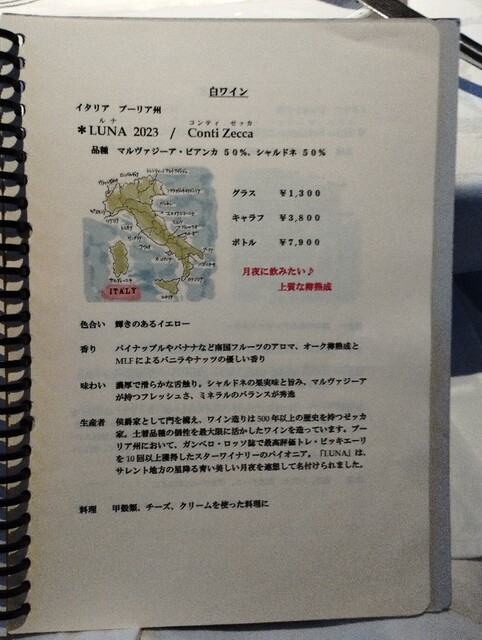 白ワイン
イタリア プーリア州
ルナ コンティ ゼッカ
*LUNA 2023 / Conti Zecca
品種 マルヴァジーア・ビアンカ 50%、シャルドネ 50%
グラス ¥1,300
キャラフ ¥3,800
ボトル ¥7,900
月夜に飲みたい♪
上質な樽熟成
ITALY
色合い 輝きのあるイエロー
香り パイナップルやバナナなど南国フルーツのアロマ、オーク樽熟成と
MLFによるバニラやナッツの優しい香り
味わい 濃厚で滑らかな舌触り。シャルドネの果実味と旨み、マルヴァジーア
が持つフレッシュさ、ミネラルのバランスが秀逸
生産者 侯爵家として門を構え、ワイン造りは500年以上の歴史を持つゼッカ
家。土着品種の個性を最大限に活かしたワインを造っています。プー
リア州において、ガンベロ・ロッソ誌で最高評価トレ・ビッキエーリ
を10回以上獲得したスターワイナリーのパイオニア。「LUNA」は、
サレント地方の星降る青い美しい月夜を連想して名付けられました。
料理 甲殻類、チーズ、クリームを使った料理に